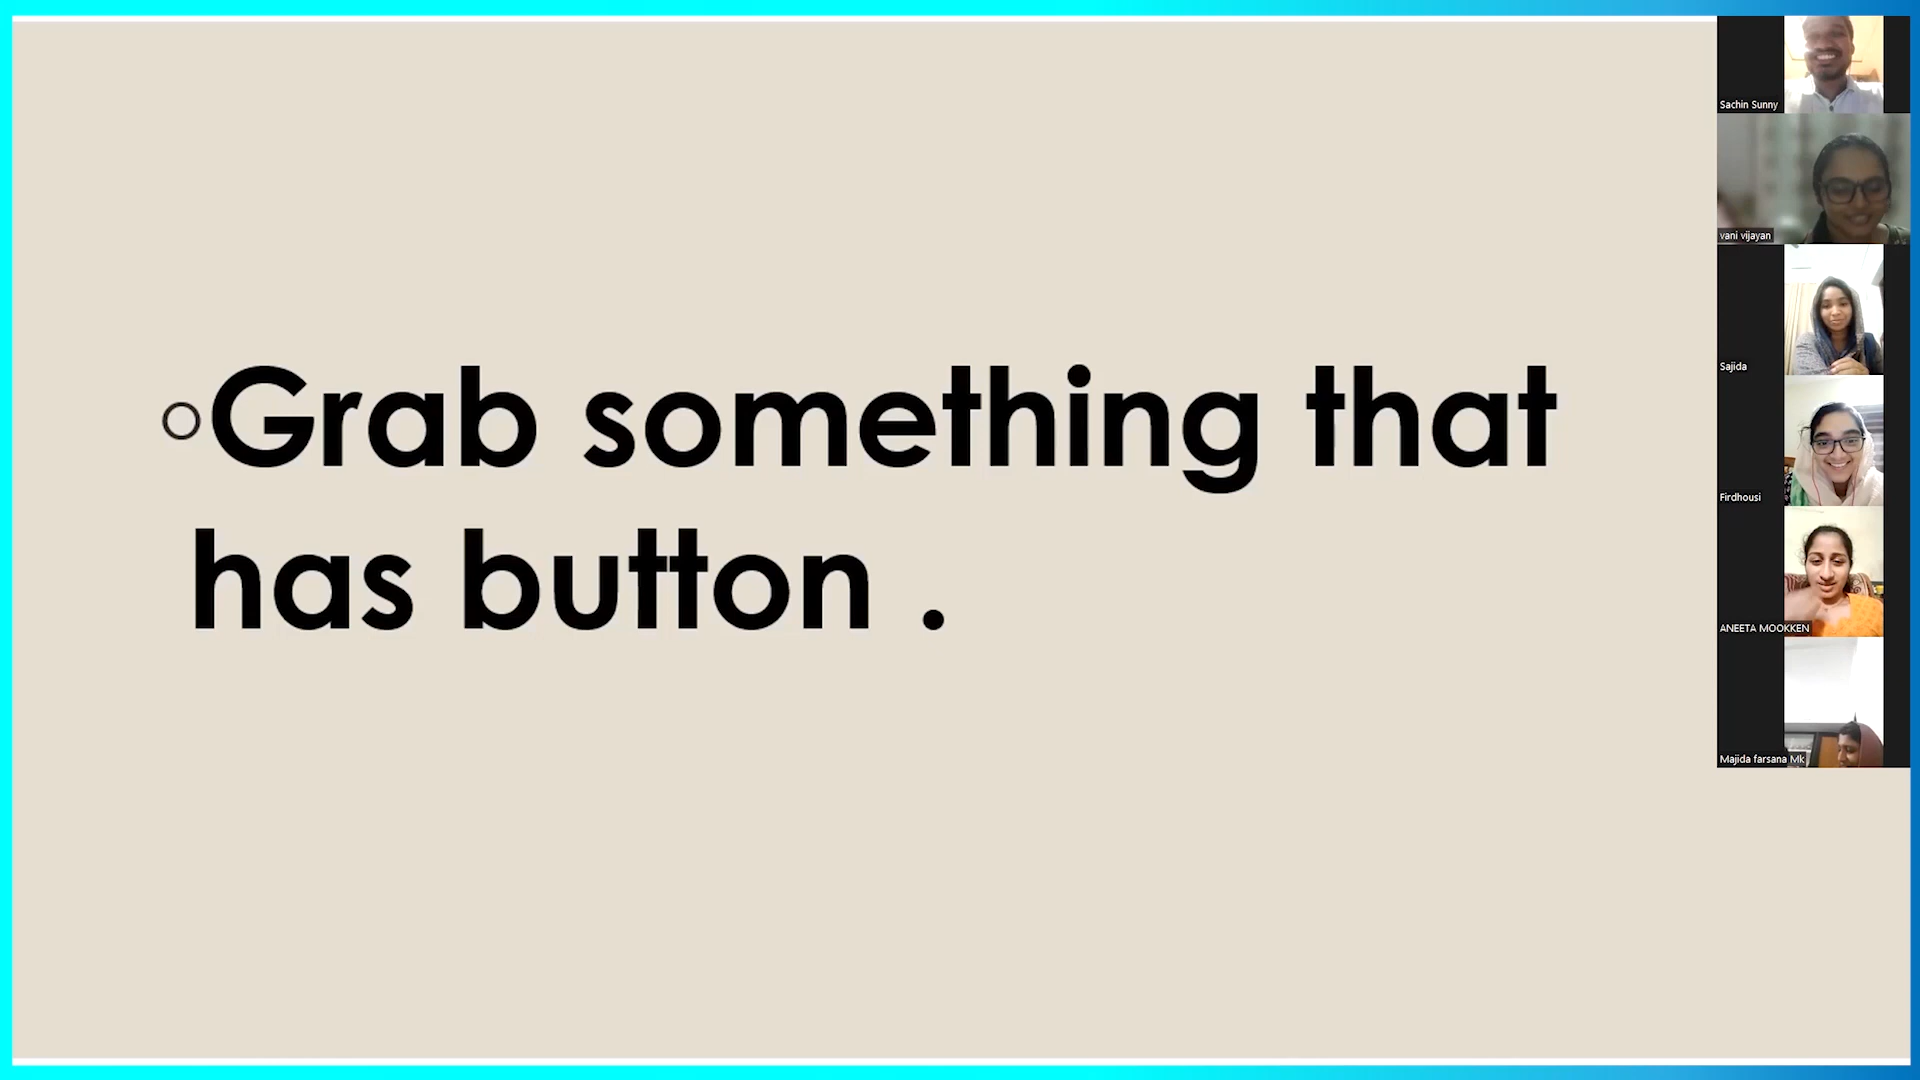 ◦Grab something that
has button .
Sachin Sunny
vani vijayan
Sajida
Firdhousi
ANEETA MOOKKEN
Majida farsana Mk